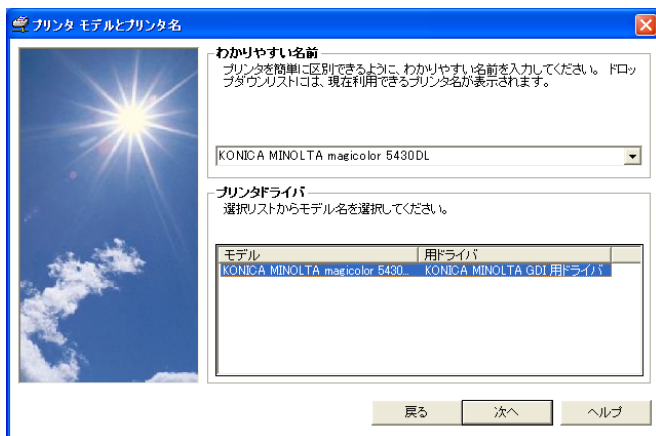 プリンタ モデルとプリンタ名
わかりやすい名前
プリンタを簡単に区別できるように、わかりやすい名前を入力してください。 ドロッ
プダウンリストには、現在利用できるプリンタ名が表示されます。
KONICA MINOLTA magicolor 5430DL
プリンタドライバ
選択リストからモデル名を選択してください。
モデル 用ドライバ
KONICA MINOLTA magicolor 5430... KONICA MINOLTA GDI 用ドライバ
戻る 次へ ヘルプ